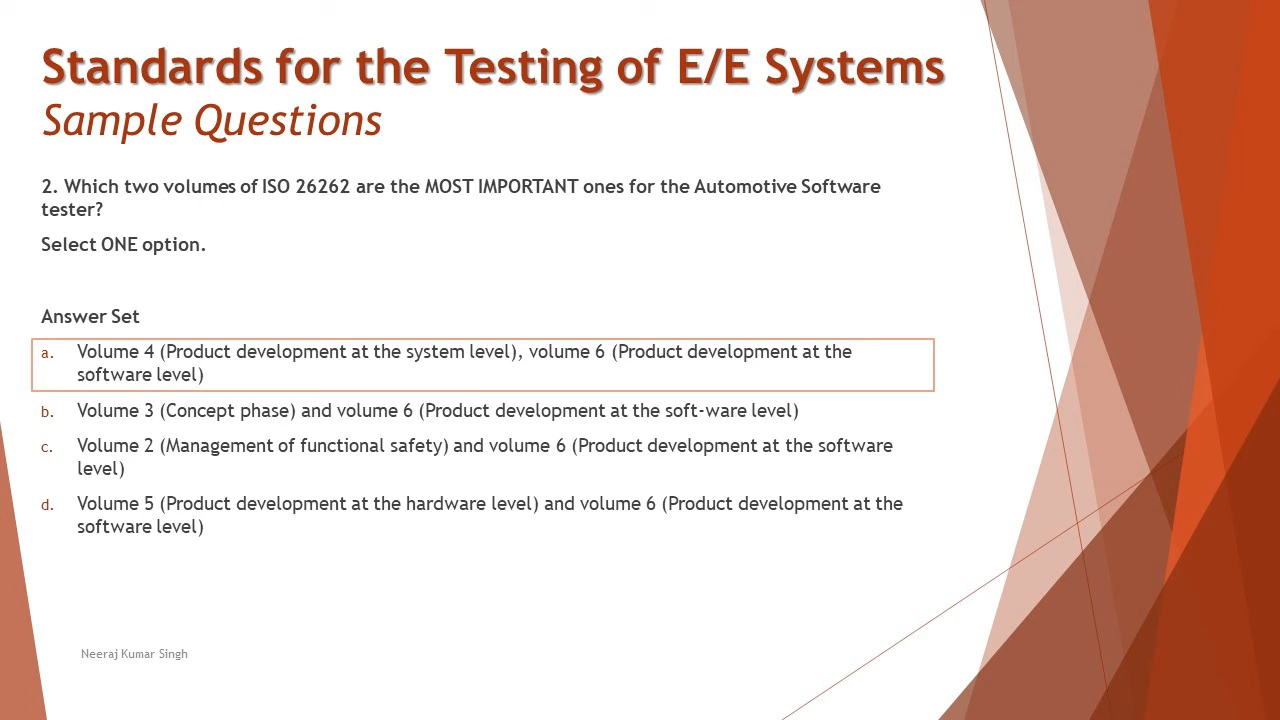 Standards for the Testing of E/E Systems
Sample Questions
2. Which two volumes of ISO 26262 are the MOST IMPORTANT ones for the Automotive Software
tester?
Select ONE option.
Answer Set
a. Volume 4 (Product development at the system level), volume 6 (Product development at the
software level)
b. Volume 3 (Concept phase) and volume 6 (Product development at the soft-ware level)
c. Volume 2 (Management of functional safety) and volume 6 (Product development at the software
level)
d. Volume 5 (Product development at the hardware level) and volume 6 (Product development at the
software level)
Neeraj Kumar Singh